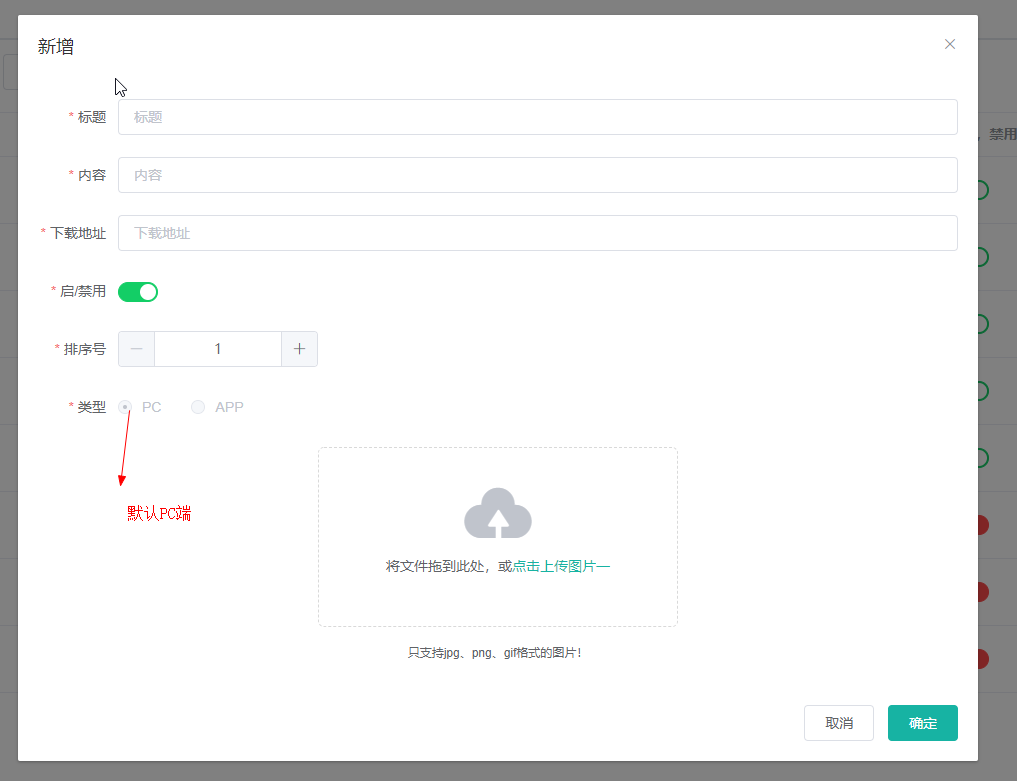 新增
, 禁用
* 标题 标题
* 内容 内容
* 下载地址 下载地址
* 启/禁用
* 排序号 1
* 类型 PC APP
默认PC端
将文件拖到此处，或点击上传图片一
只支持jpg、png、gif格式的图片!
取消 确定